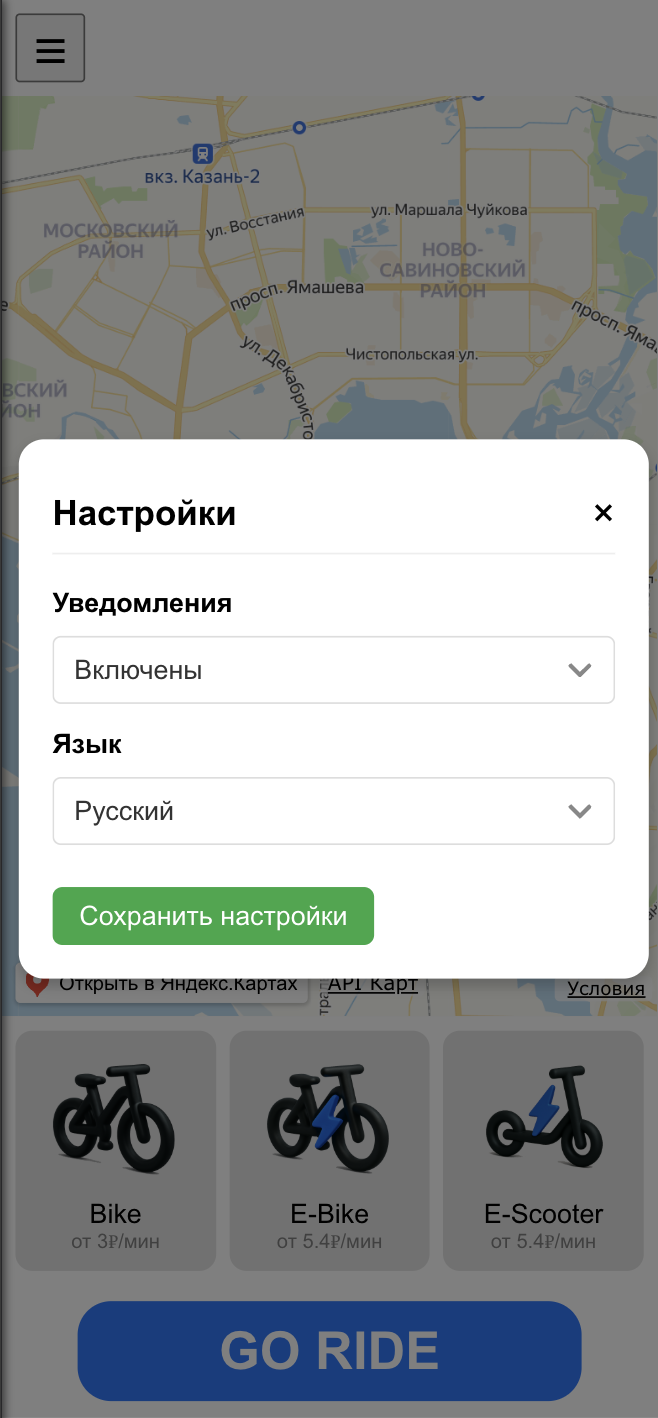 вкз. Казань-2
МОСКОВСКИЙ
РАЙОН
ул. Восстания
ул. Маршала Чуйкова
НОВО-
САВИНОВСКИЙ
РАЙОН
просп. Ямашева
просп. Яма
ул. Декабрист
Чистопольская ул.
ВСКИЙ
ЙОН
Настройки
×
Уведомления
Включены
Язык
Русский
Сохранить настройки
Открыть в Яндекс.Картах
API Карт
Условия
Bike
от 3₽/мин
E-Bike
от 5.4₽/мин
E-Scooter
от 5.4₽/мин
GO RIDE